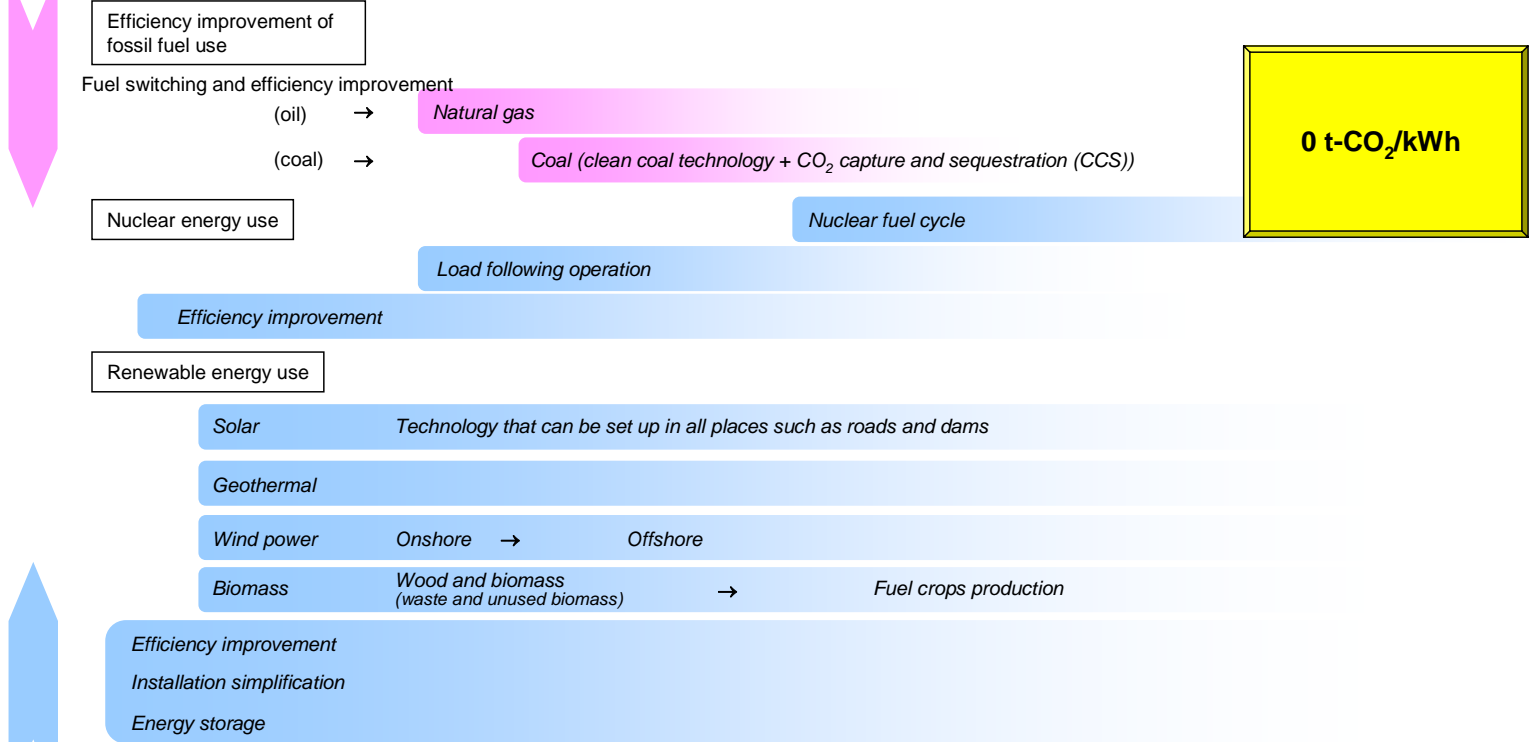 Efficiency improvement of
fossil fuel use
Fuel switching and efficiency improvement
(oil) → Natural gas
(coal) → Coal (clean coal technology + CO₂ capture and sequestration (CCS))
0 t-CO₂/kWh
Nuclear energy use
Nuclear fuel cycle
Load following operation
Efficiency improvement
Renewable energy use
Solar Technology that can be set up in all places such as roads and dams
Geothermal
Wind power Onshore → Offshore
Biomass Wood and biomass
(waste and unused biomass) → Fuel crops production
Efficiency improvement
Installation simplification
Energy storage